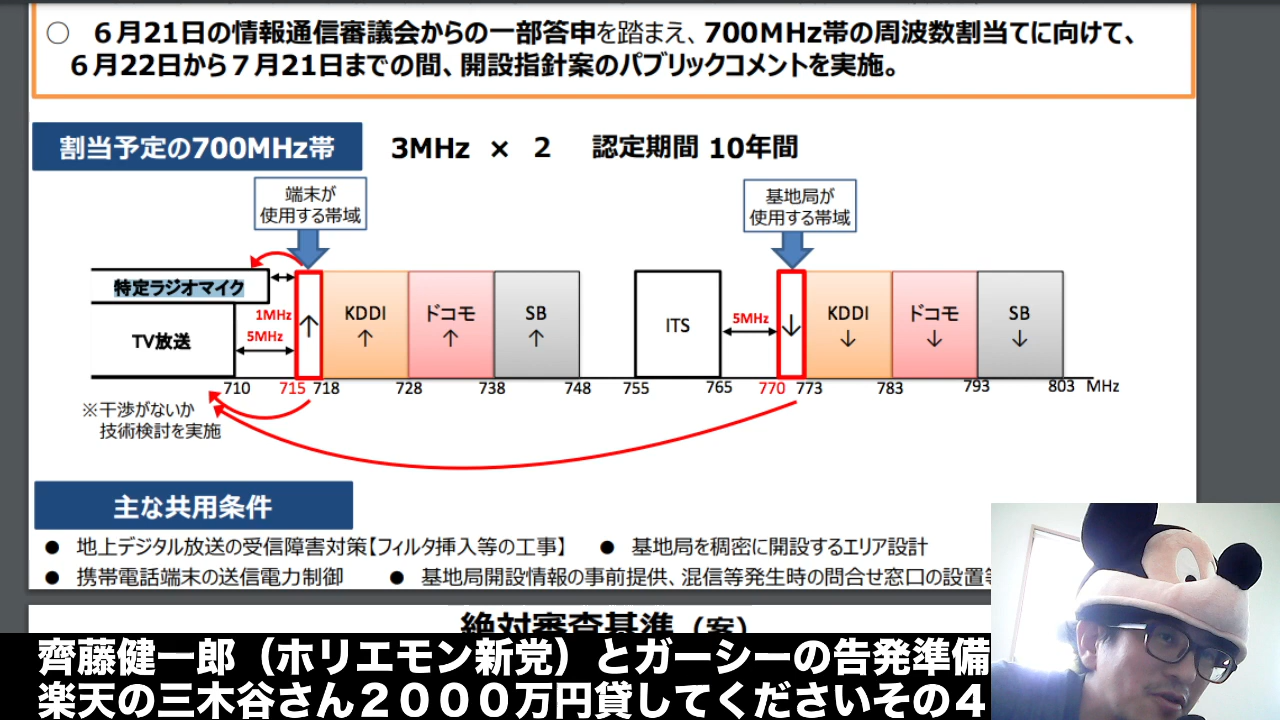 ○ ６月21日の情報通信審議会からの一部答申を踏まえ、700MHz帯の周波数割当てに向けて、
６月22日から７月21日までの間、開設指針案のパブリックコメントを実施。
割当予定の700MHz帯
3MHz × 2 認定期間 10年間
端末が
使用する帯域
基地局が
使用する帯域
特定ラジオマイク
1MHz
5MHz
TV放送
↑
KDDI
↑
ドコモ
↑
SB
↑
ITS
5MHz
↓
KDDI
↓
ドコモ
↓
SB
↓
710 715 718 728 738 748 755 765 770 773 783 793 803 MHz
※干渉がないか
技術検討を実施
主な共用条件
● 地上デジタル放送の受信障害対策【フィルタ挿入等の工事】 ● 基地局を稠密に開設するエリア設計
● 携帯電話端末の送信電力制御 ● 基地局開設情報の事前提供、混信等発生時の問合せ窓口の設置
絶対審査基準（案）
齊藤健一郎（ホリエモン新党）とガーシーの告発準備
楽天の三木谷さん２０００万円貸してくださいその４